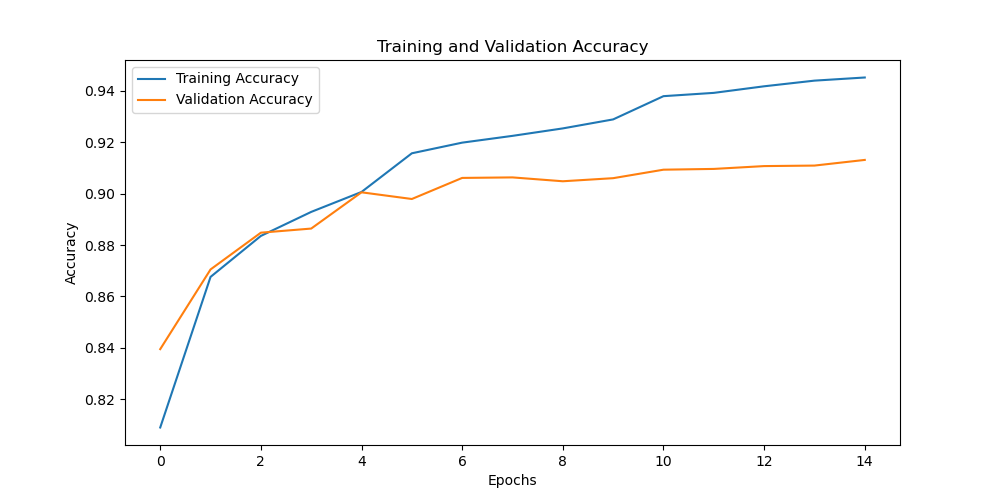 Training and Validation Accuracy
Training Accuracy
Validation Accuracy
0.94
0.92
0.90
0.88
0.86
0.84
0.82
Accuracy
0 2 4 6 8 10 12 14
Epochs